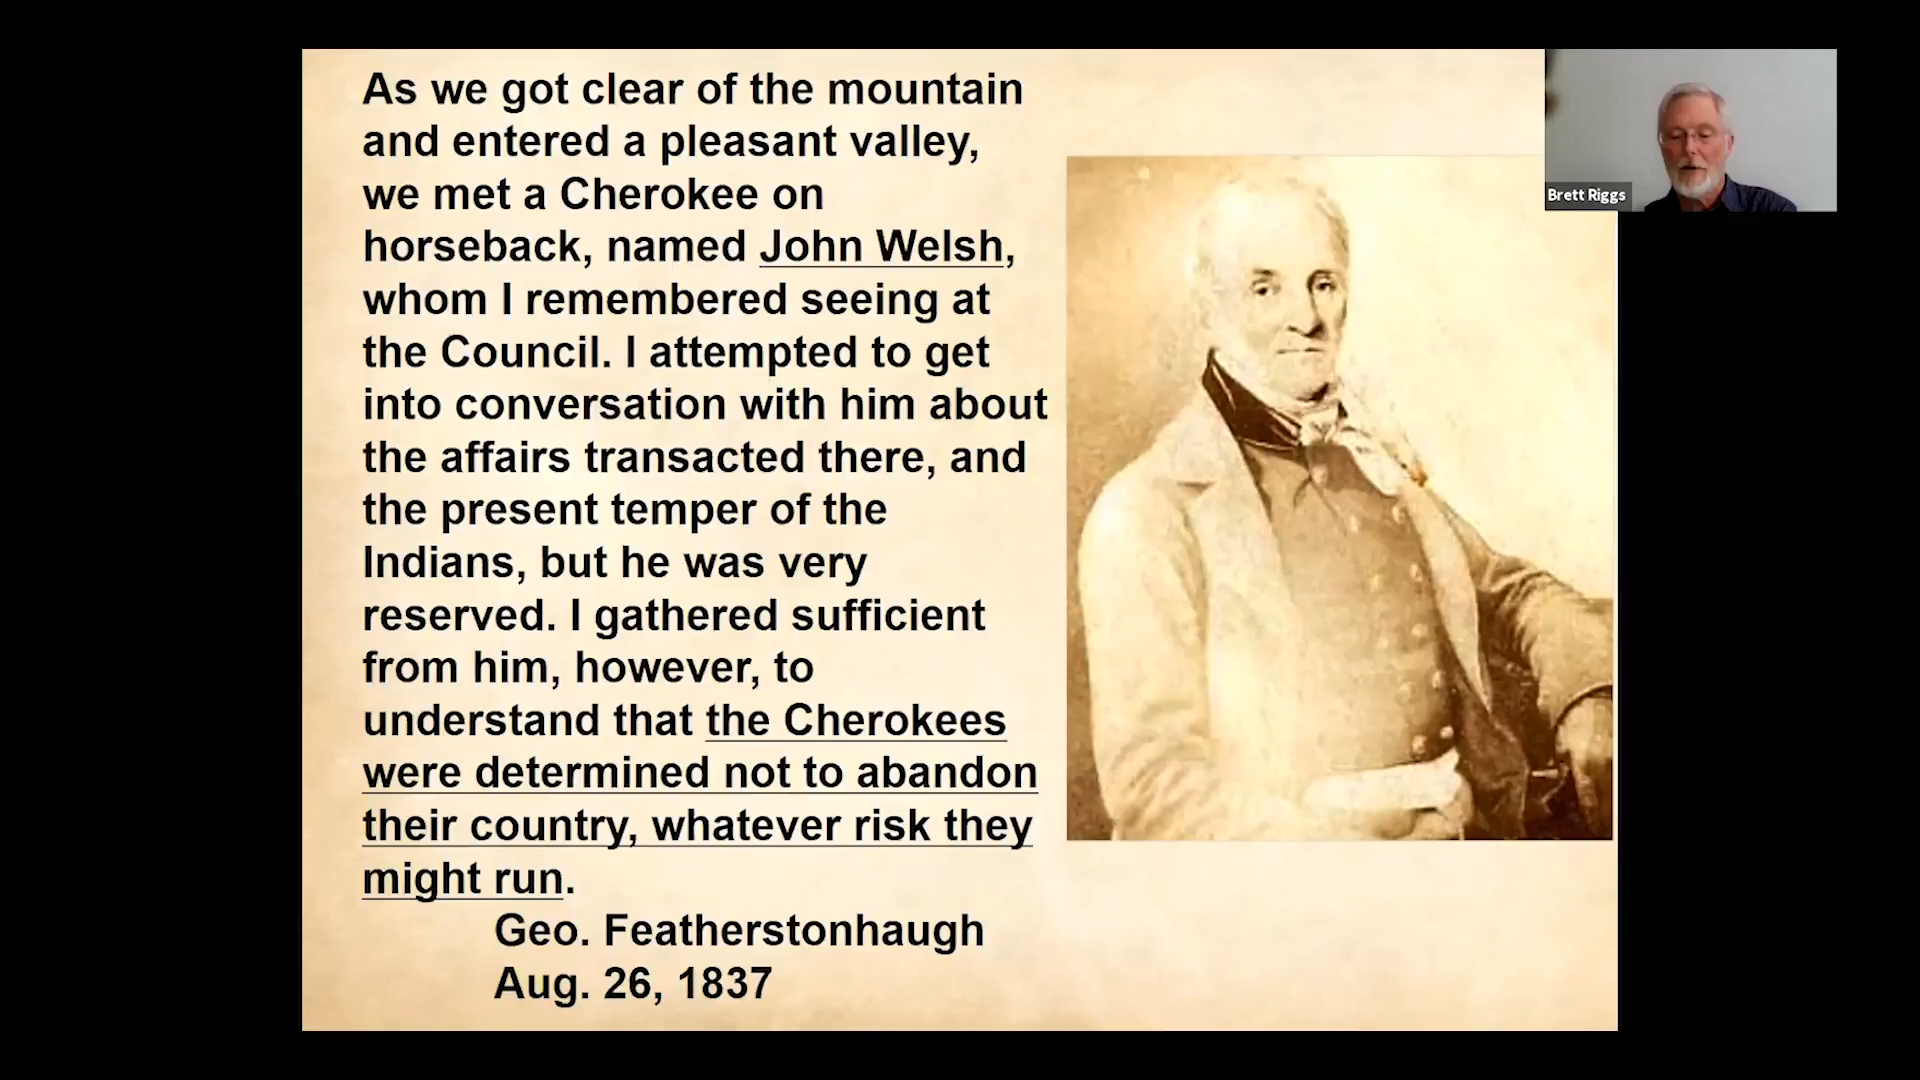 As we got clear of the mountain
and entered a pleasant valley,
we met a Cherokee on
horseback, named John Welsh,
whom I remembered seeing at
the Council. I attempted to get
into conversation with him about
the affairs transacted there, and
the present temper of the
Indians, but he was very
reserved. I gathered sufficient
from him, however, to
understand that the Cherokees
were determined not to abandon
their country, whatever risk they
might run.
Geo. Featherstonhaugh
Aug. 26, 1837
Brett Riggs